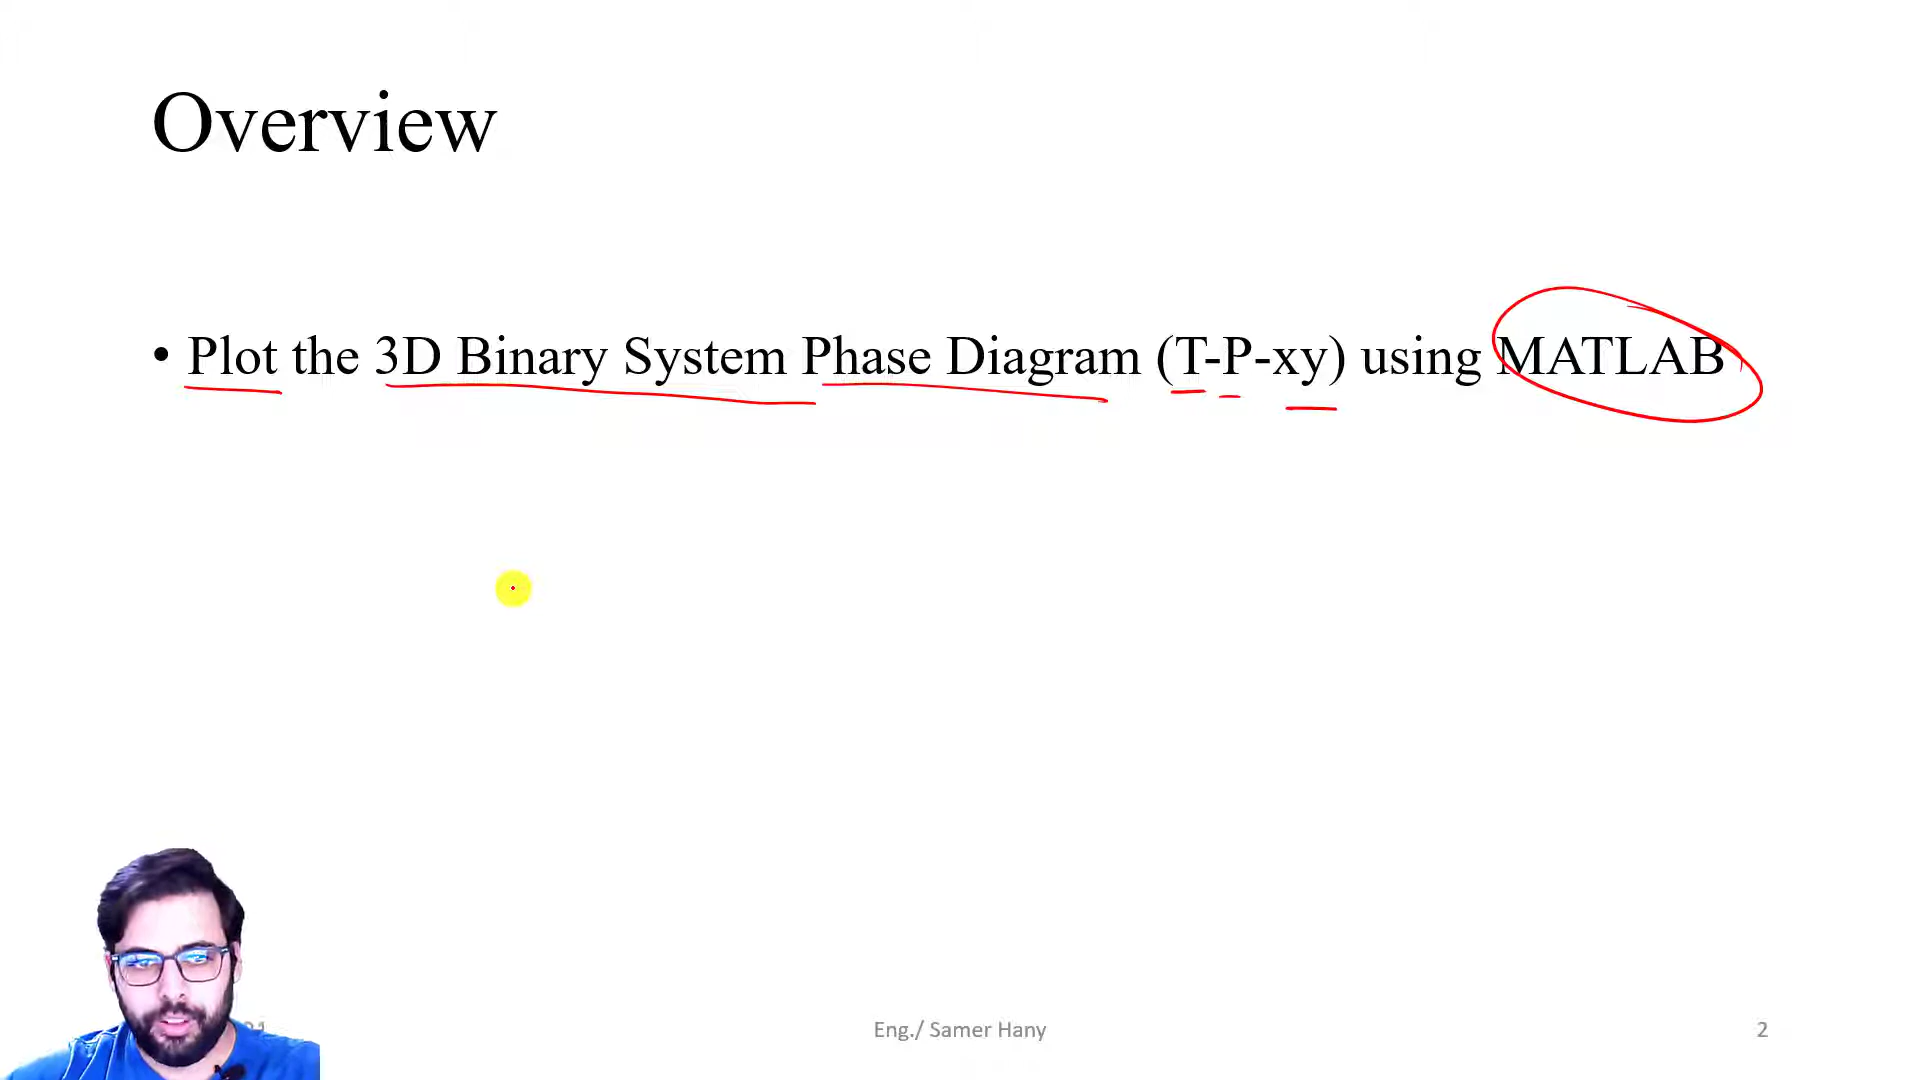 Overview
• Plot the 3D Binary System Phase Diagram (T-P-xy) using MATLAB
Eng./ Samer Hany
2